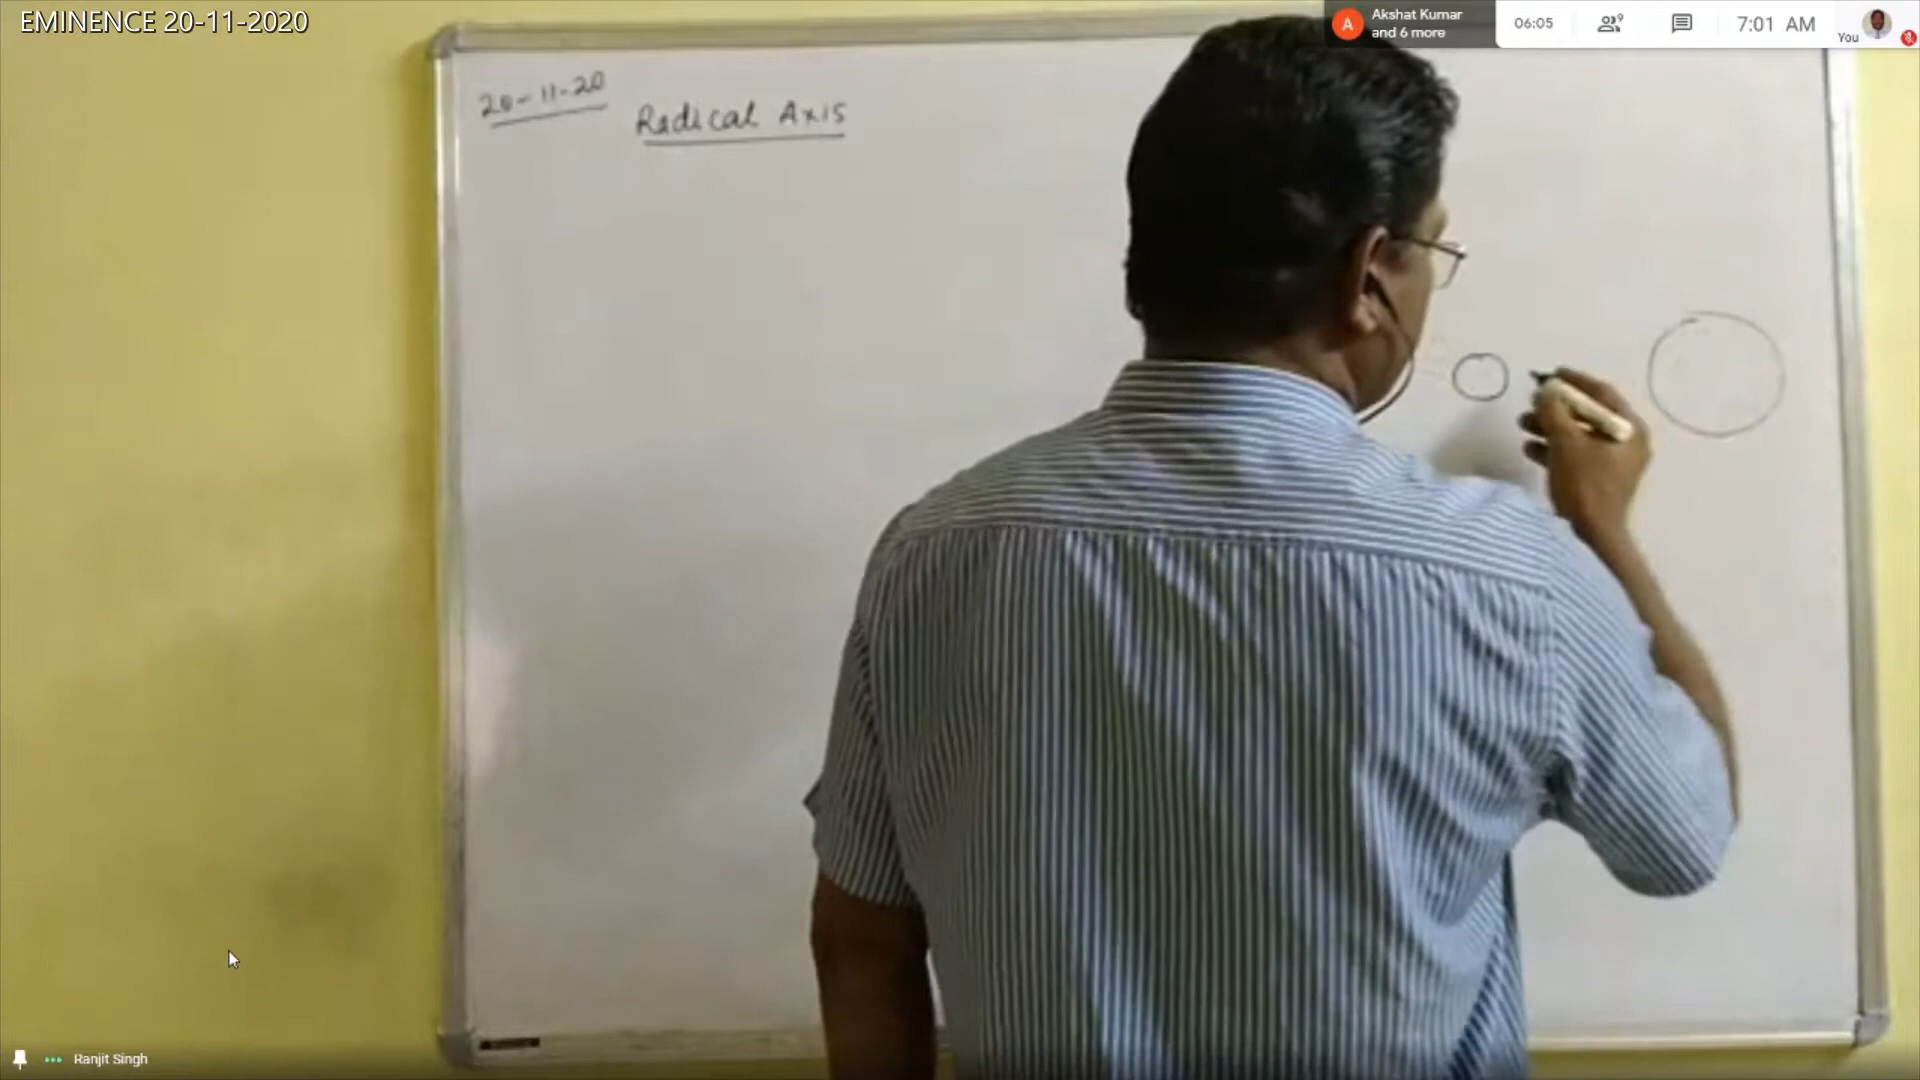 EMINENCE 20-11-2020
A
Akshat Kumar
and 6 more
06:05
9
7:01 AM
You
20-11-20
Radical Axis
Ranjit Singh